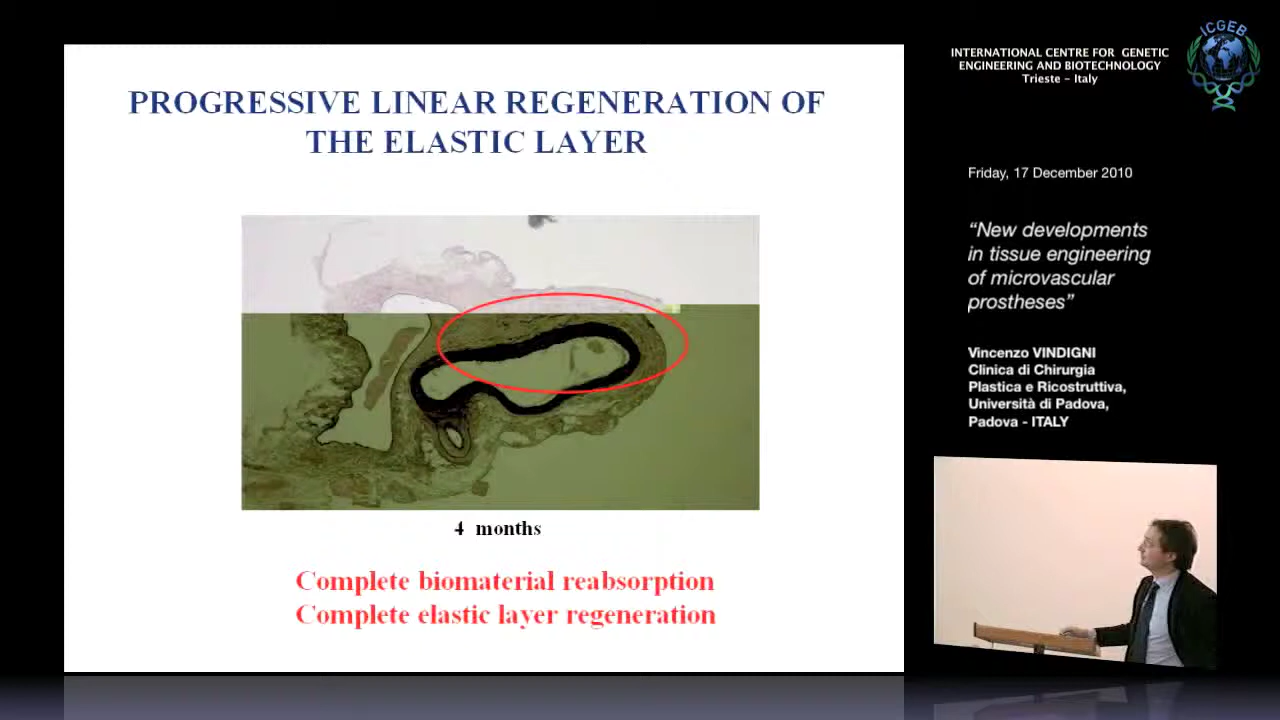 PROGRESSIVE LINEAR REGENERATION OF
THE ELASTIC LAYER
4 months
Complete biomaterial reabsorption
Complete elastic layer regeneration
INTERNATIONAL CENTRE FOR GENETIC
ENGINEERING AND BIOTECHNOLOGY
Trieste - Italy
ICGEB
Friday, 17 December 2010
“New developments
in tissue engineering
of microvascular
prostheses”
Vincenzo VINDIGNI
Clinica di Chirurgia
Plastica e Ricostruttiva,
Università di Padova,
Padova - ITALY